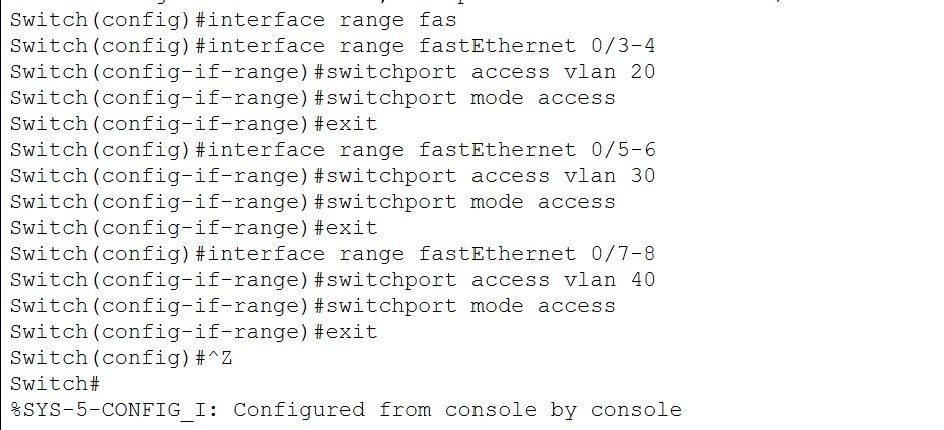 Switch(config)#interface range fas
Switch(config)#interface range fastEthernet 0/3-4
Switch(config-if-range)#switchport access vlan 20
Switch(config-if-range)#switchport mode access
Switch(config-if-range)#exit
Switch(config)#interface range fastEthernet 0/5-6
Switch(config-if-range)#switchport access vlan 30
Switch(config-if-range)#switchport mode access
Switch(config-if-range)#exit
Switch(config)#interface range fastEthernet 0/7-8
Switch(config-if-range)#switchport access vlan 40
Switch(config-if-range)#switchport mode access
Switch(config-if-range)#exit
Switch(config)#^Z
Switch#
%SYS-5-CONFIG_I: Configured from console by console